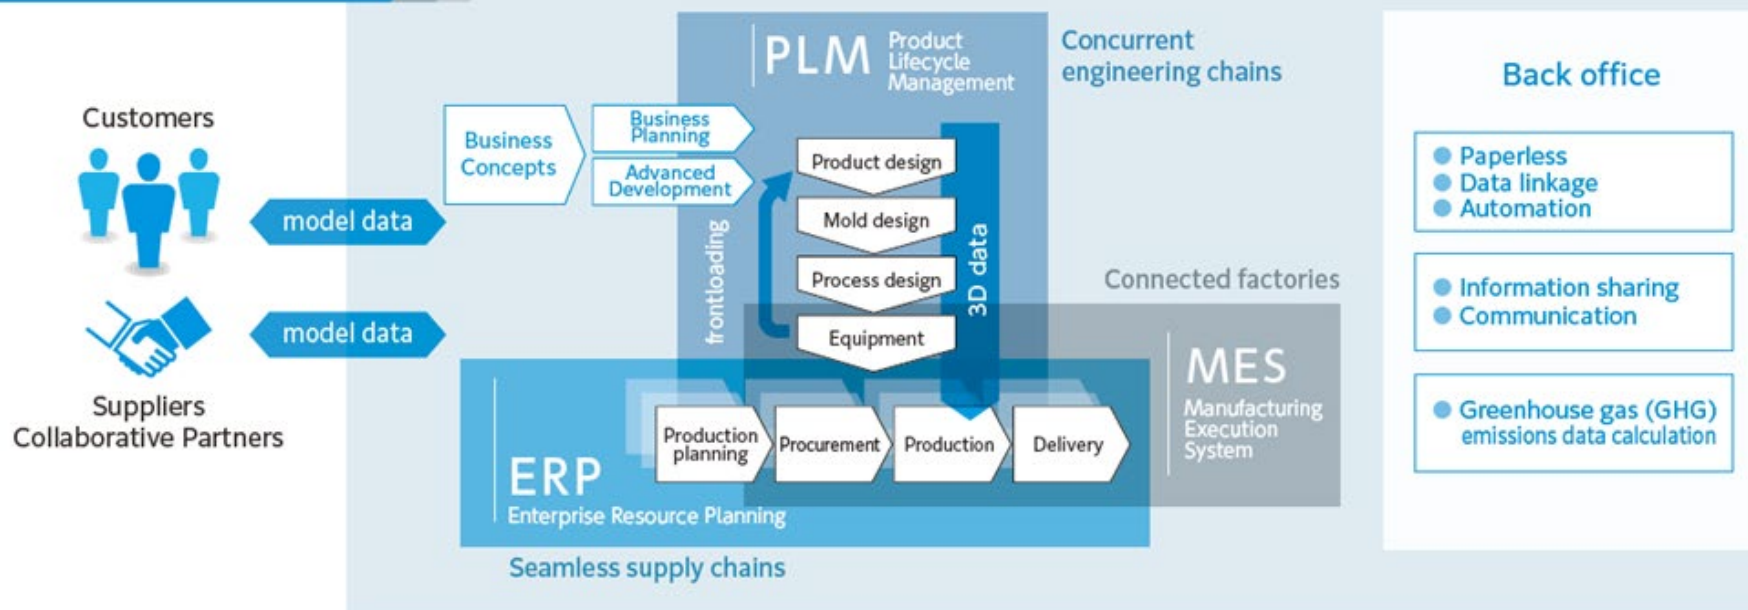 Customers
model data
model data
Suppliers
Collaborative Partners
Business
Concepts
Business
Planning
Advanced
Development
PLM
Product
Lifecycle
Management
Concurrent
engineering chains
frontloading
Product design
Mold design
Process design
Equipment
3D data
Connected factories
MES
Manufacturing
Execution
System
ERP
Enterprise Resource Planning
Production
planning
Procurement
Production
Delivery
Seamless supply chains
Back office
Paperless
Data linkage
Automation
Information sharing
Communication
Greenhouse gas (GHG)
emissions data calculation